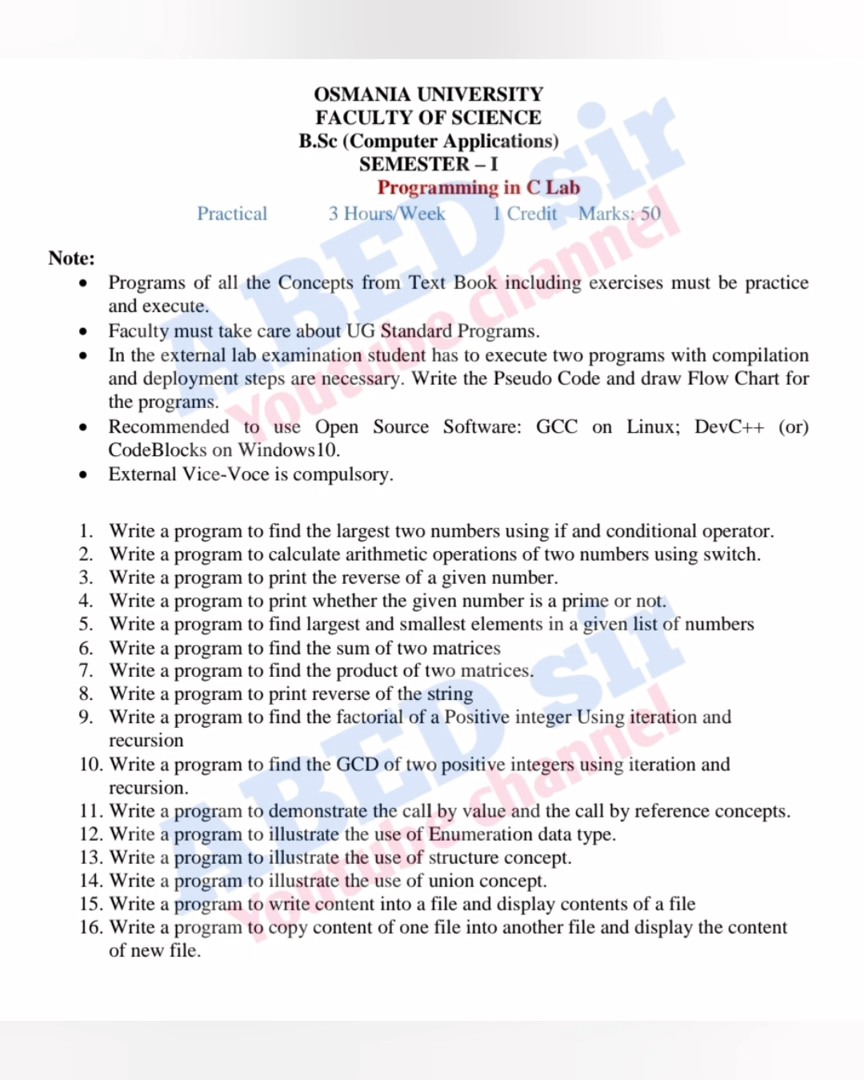 OSMANIA UNIVERSITY
FACULTY OF SCIENCE
B.Sc (Computer Applications)
SEMESTER – I
Programming in C Lab
Practical 3 Hours/Week 1 Credit Marks: 50
Note:
• Programs of all the Concepts from Text Book including exercises must be practice
and execute.
• Faculty must take care about UG Standard Programs.
• In the external lab examination student has to execute two programs with compilation
and deployment steps are necessary. Write the Pseudo Code and draw Flow Chart for
the programs.
• Recommended to use Open Source Software: GCC on Linux; DevC++ (or)
CodeBlocks on Windows10.
• External Vice-Voce is compulsory.
1. Write a program to find the largest two numbers using if and conditional operator.
2. Write a program to calculate arithmetic operations of two numbers using switch.
3. Write a program to print the reverse of a given number.
4. Write a program to print whether the given number is a prime or not.
5. Write a program to find largest and smallest elements in a given list of numbers
6. Write a program to find the sum of two matrices
7. Write a program to find the product of two matrices.
8. Write a program to print reverse of the string
9. Write a program to find the factorial of a Positive integer Using iteration and
recursion
10. Write a program to find the GCD of two positive integers using iteration and
recursion.
11. Write a program to demonstrate the call by value and the call by reference concepts.
12. Write a program to illustrate the use of Enumeration data type.
13. Write a program to illustrate the use of structure concept.
14. Write a program to illustrate the use of union concept.
15. Write a program to write content into a file and display contents of a file
16. Write a program to copy content of one file into another file and display the content
of new file.
ABED sir
Youtube channel
ABED sir
Youtube channel